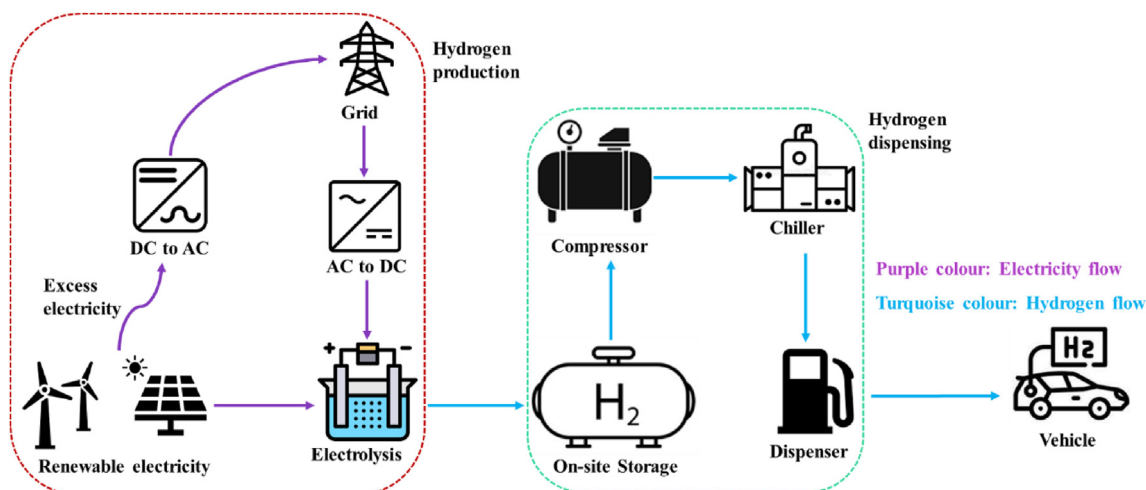 Hydrogen
production
Grid
DC to AC
AC to DC
Excess
electricity
+
−
Renewable electricity
Electrolysis
Hydrogen
dispensing
Compressor
Chiller
H2
On-site Storage
Dispenser
Purple colour: Electricity flow
Turquoise colour: Hydrogen flow
H2
Vehicle